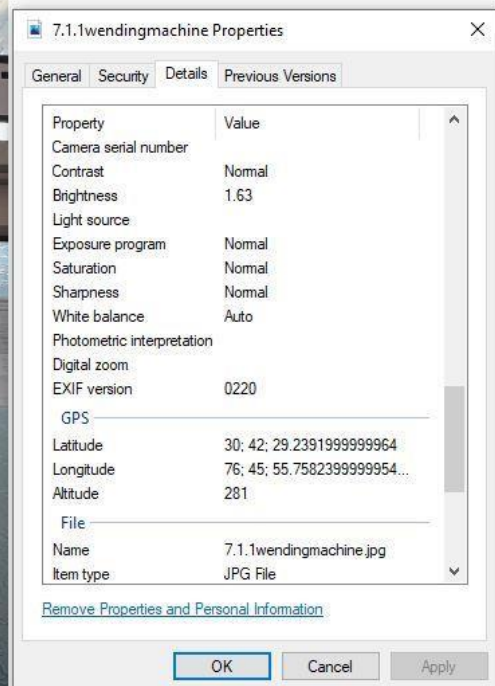 7.1.1wendingmachine Properties
General Security Details Previous Versions
Property Value
Camera serial number
Contrast Normal
Brightness 1.63
Light source
Exposure program Normal
Saturation Normal
Sharpness Normal
White balance Auto
Photometric interpretation
Digital zoom
EXIF version 0220
GPS
Latitude 30; 42; 29.2391999999964
Longitude 76; 45; 55.7582399999954...
Altitude 281
File
Name 7.1.1wendingmachine.jpg
Item type JPG File
Remove Properties and Personal Information
OK Cancel Apply